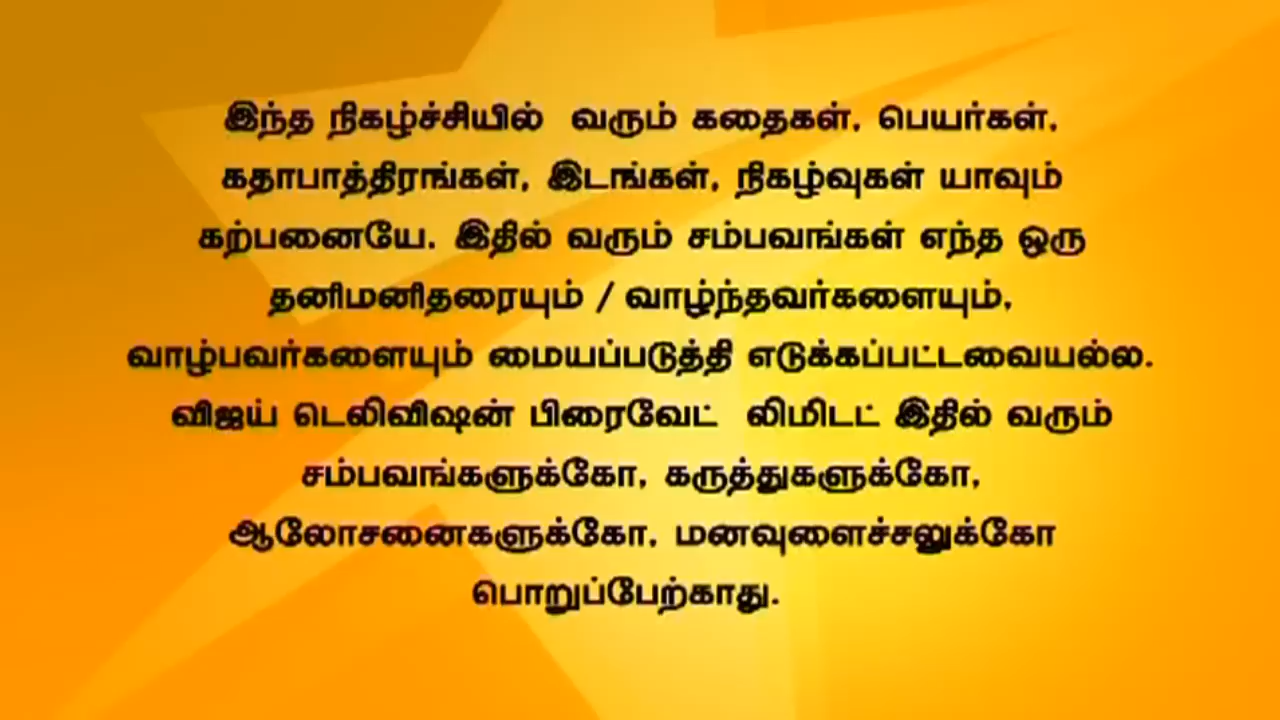 இந்த நிகழ்ச்சியில் வரும் கதைகள், பெயர்கள்,
கதாபாத்திரங்கள், இடங்கள், நிகழ்வுகள் யாவும்
கற்பனையே. இதில் வரும் சம்பவங்கள் எந்த ஒரு
தனிமனிதரையும் / வாழ்ந்தவர்களையும்,
வாழ்பவர்களையும் மையப்படுத்தி எடுக்கப்பட்டவையல்ல.
விஜய் டெலிவிஷன் பிரைவேட் லிமிடட் இதில் வரும்
சம்பவங்களுக்கோ, கருத்துகளுக்கோ,
ஆலோசனைகளுக்கோ, மனவுளைச்சலுக்கோ
பொறுப்பேற்காது.